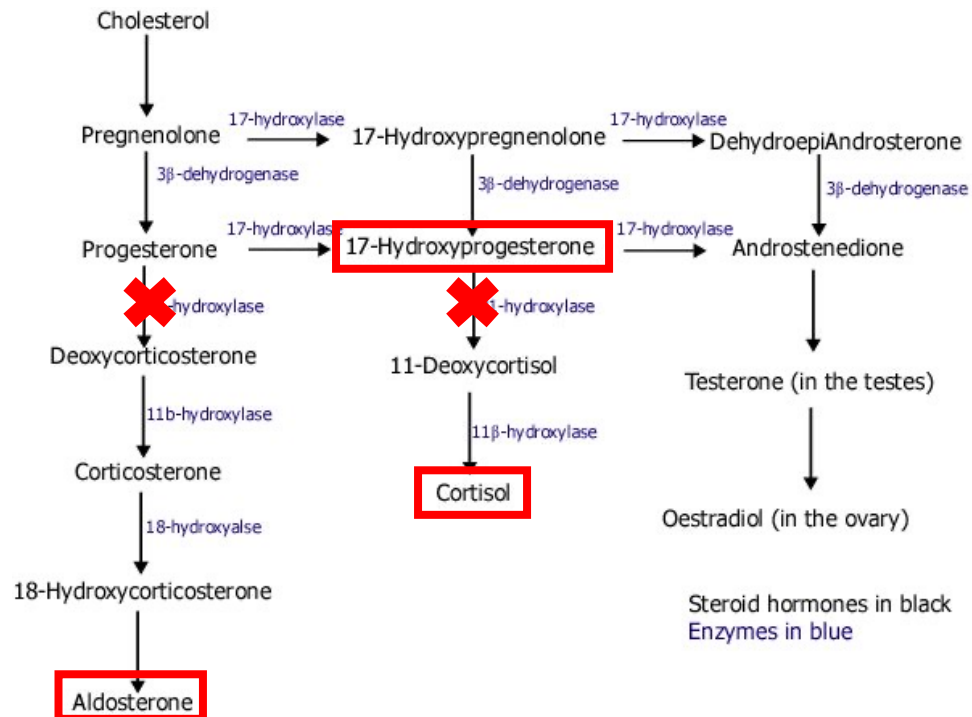 Cholesterol
17-hydroxylase
17-hydroxylase
Pregnenolone
17-Hydroxypregnenolone
DehydroepiAndrosterone
3β-dehydrogenase
3β-dehydrogenase
3β-dehydrogenase
17-hydroxylase
17-hydroxylase
Progesterone
17-Hydroxyprogesterone
Androstenedione
-hydroxylase
1-hydroxylase
Deoxycorticosterone
11-Deoxycortisol
Testerone (in the testes)
11b-hydroxylase
11β-hydroxylase
Corticosterone
Cortisol
Oestradiol (in the ovary)
18-hydroxyalse
18-Hydroxycorticosterone
Steroid hormones in black
Enzymes in blue
Aldosterone